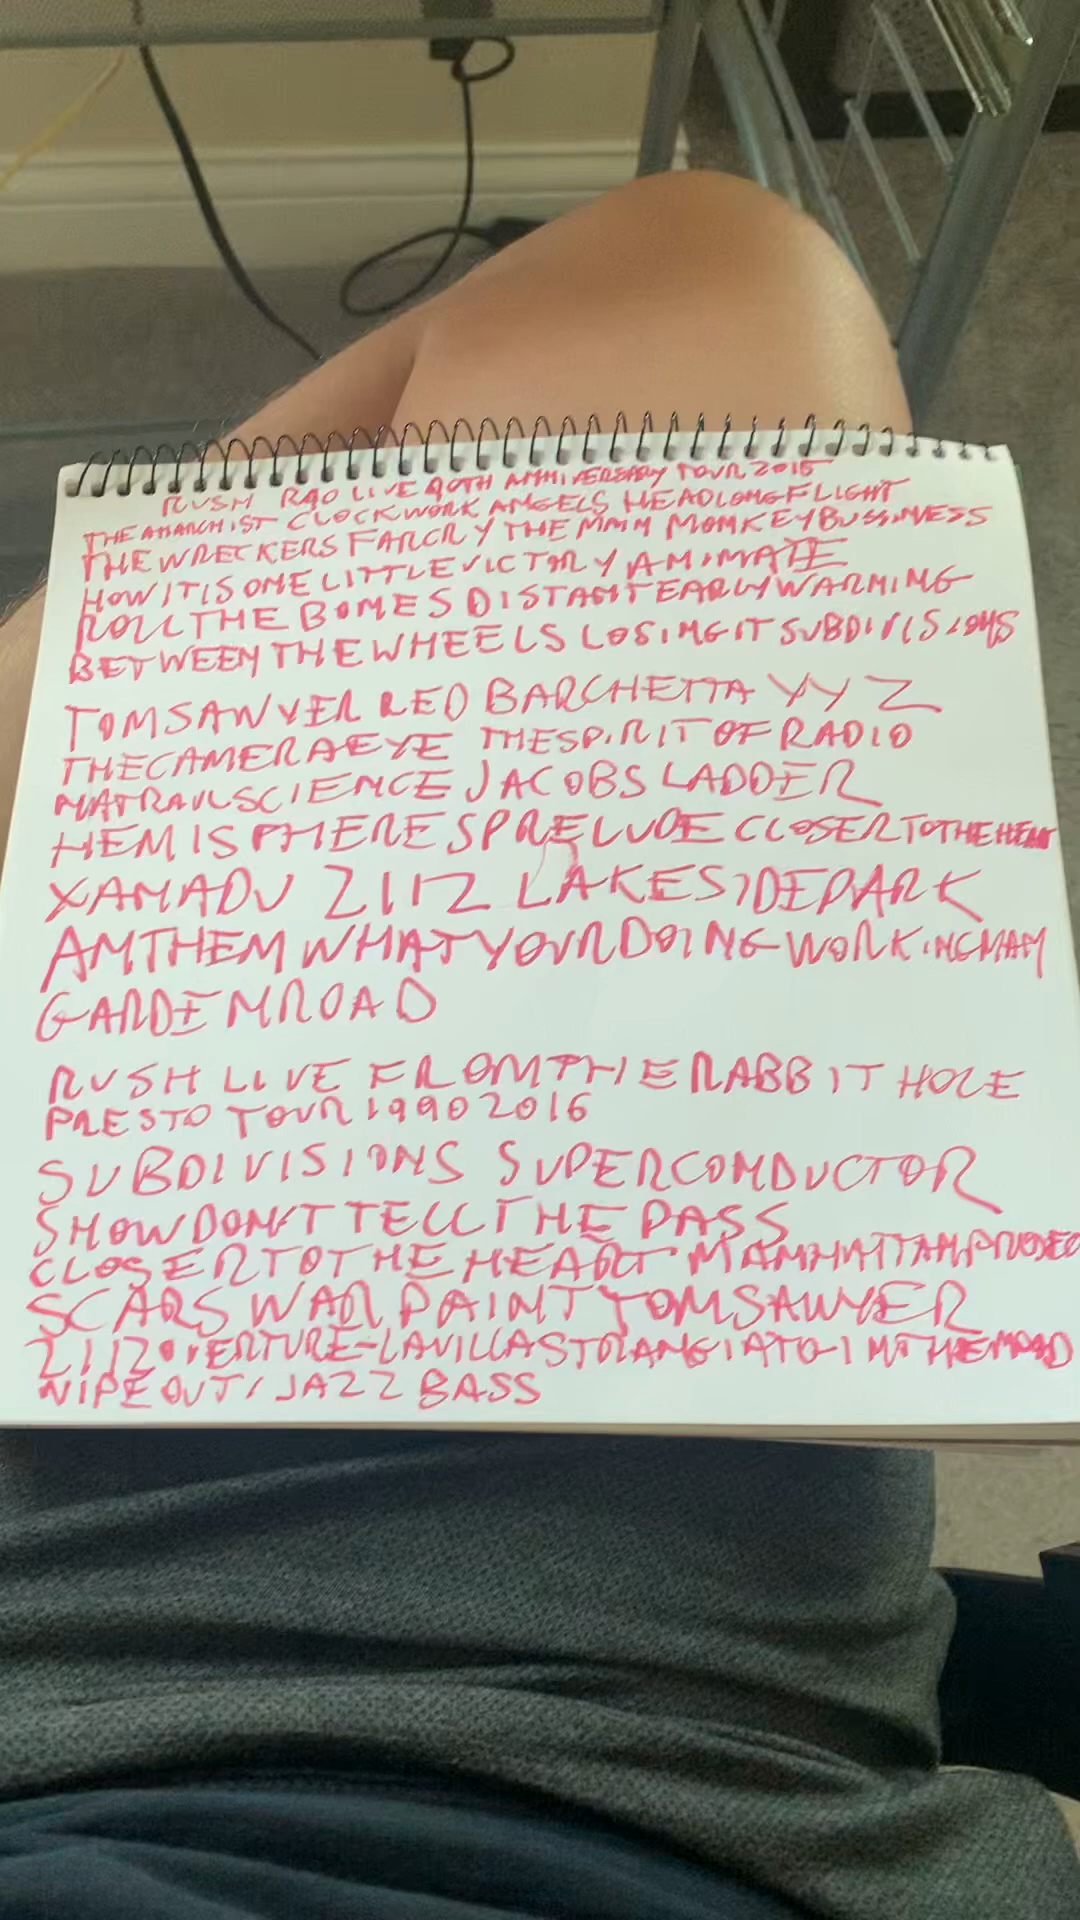 RUSH R40 LIVE 40TH ANNIVERSARY TOUR 2015
THE ANARCHIST CLOCKWORK ANGELS HEADLONG FLIGHT
THE WRECKERS FARCRY THE MAIN MONKEY BUSSINESS
HOW IT IS ONE LITTLE VICTORY ANIMATE
ROLL THE BONES DISTANT EARLY WARNING
BETWEEN THE WHEELS LOSING IT SUBDIVISIONS
TOM SAWYER RED BARCHETTA YYZ
THE CAMERA EYE THE SPIRIT OF RADIO
NATRAUL SCIENCE JACOBS LADDER
HEMISPHERES PRELUDE CLOSER TO THE HEART
XANADU 2112 LAKESIDE PARK
ANTHEM WHAT YOUR DOING WORKING MAN
GARDEN ROAD
RUSH LIVE FROM THE RABBIT HOLE
PRESTO TOUR 1990 2016
SUBDIVISIONS SUPERCONDUCTOR
SHOW DON'T TELL THE PASS
CLOSER TO THE HEART MANHATTAN PROJEC
SCARS WAR PAINT TOM SAWYER
2112 OVERTURE-LA VILLA STRANGIATO-IN THE MOOD
WIPE OUT/JAZZ BASS